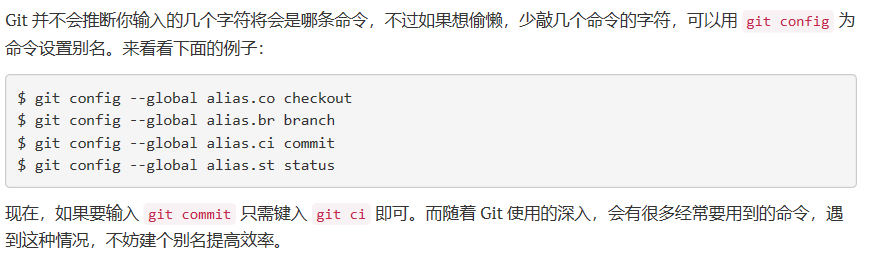 Git 并不会推断你输入的几个字符将会是哪条命令，不过如果想偷懒，少敲几个命令的字符，可以用 git config 为
命令设置别名。来看看下面的例子：
$ git config --global alias.co checkout
$ git config --global alias.br branch
$ git config --global alias.ci commit
$ git config --global alias.st status
现在，如果要输入 git commit 只需键入 git ci 即可。而随着 Git 使用的深入，会有很多经常要用到的命令，遇
到这种情况，不妨建个别名提高效率。